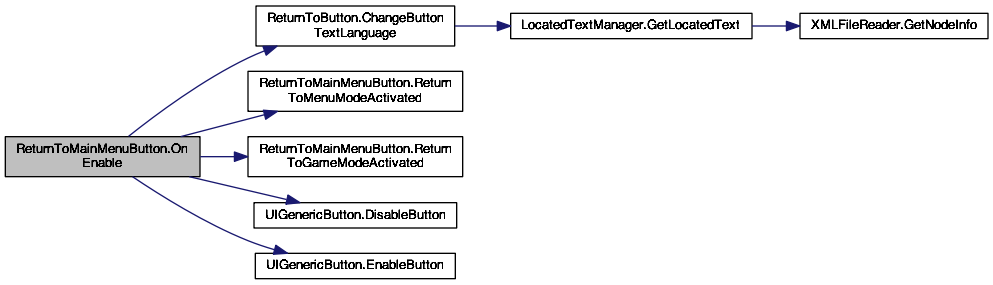 ReturnToButton.ChangeButton
TextLanguage
LocatedTextManager.GetLocatedText
XMLFileReader.GetNodeInfo
ReturnToMainMenuButton.Return
ToMenuModeActivated
ReturnToMainMenuButton.On
Enable
ReturnToMainMenuButton.Return
ToGameModeActivated
UIGenericButton.DisableButton
UIGenericButton.EnableButton